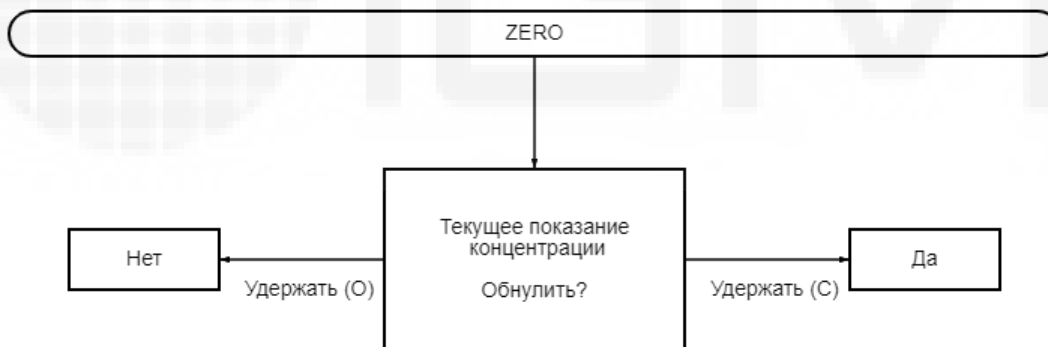 ZERO
Текущее показание
концентрации
Обнулить?
Нет
Удержать (О)
Удержать (С)
Да